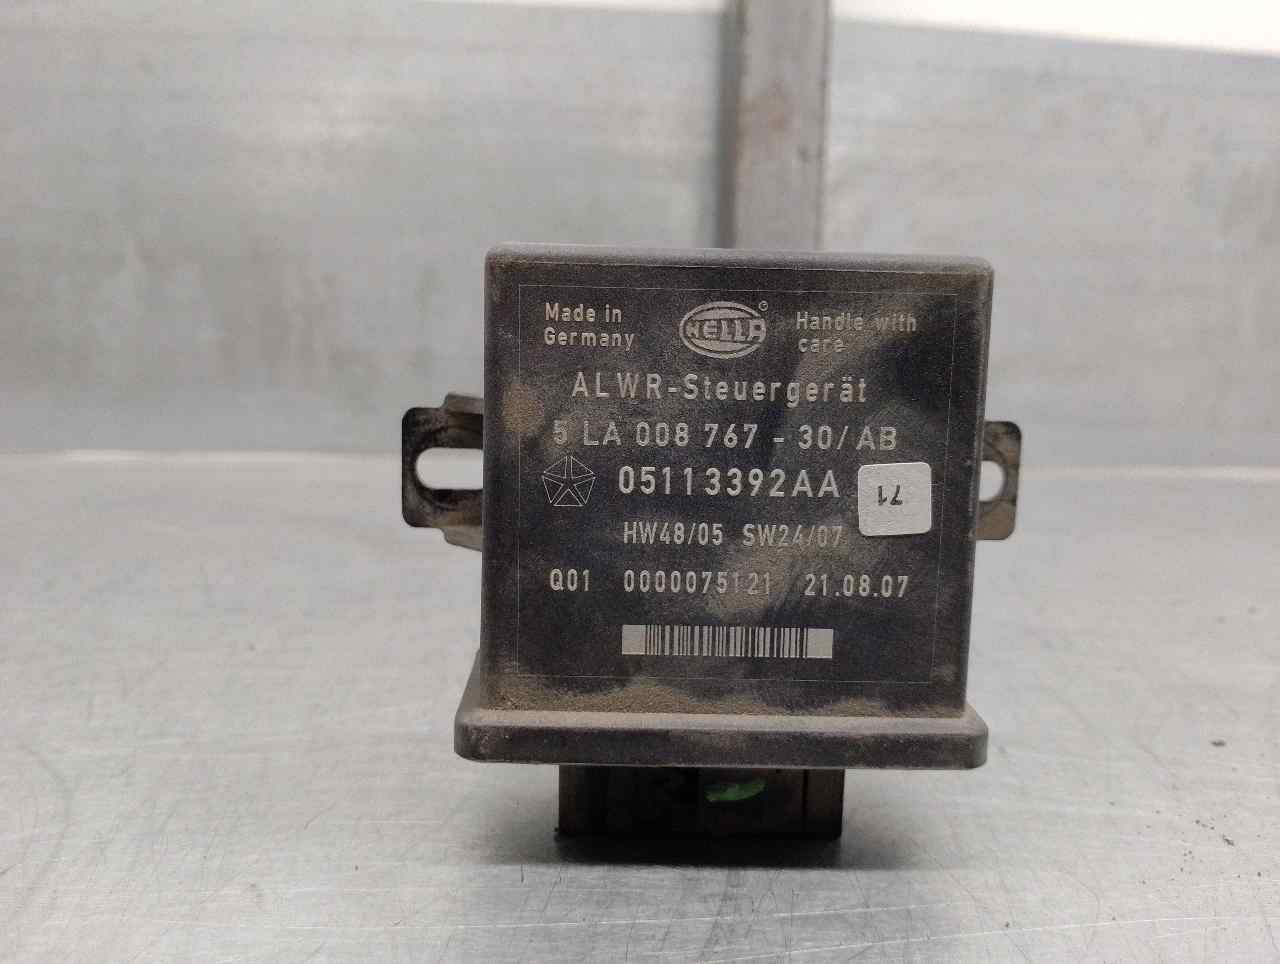 Made in
Germany
HELLA®
Handle with
care
ALWR-Steuergerät
5 LA 008 767 - 30/AB
05113392AA
71
HW48/05 SW24/07
Q01 0000075121 21.08.07